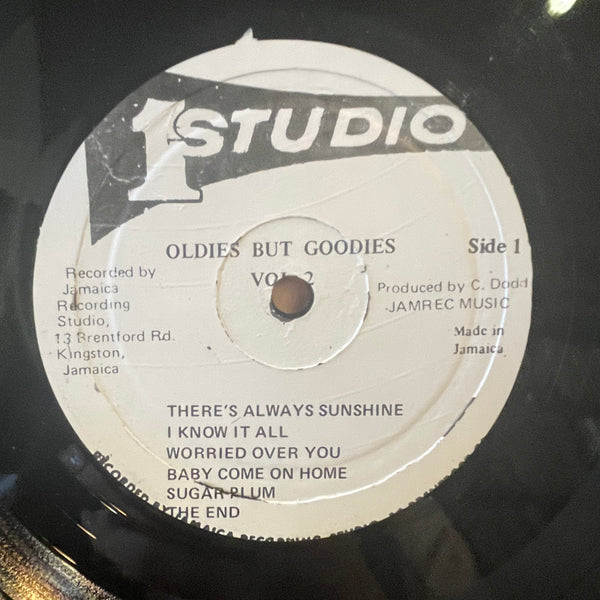 1 STUDIO
OLDIES BUT GOODIES
VOL 2
Side 1
Recorded by
Jamaica
Recording
Studio,
13 Brentford Rd.
Kingston,
Jamaica
Produced by C. Dodd
JAMREC MUSIC
Made in
Jamaica
THERE'S ALWAYS SUNSHINE
I KNOW IT ALL
WORRIED OVER YOU
BABY COME ON HOME
SUGAR PLUM
THE END